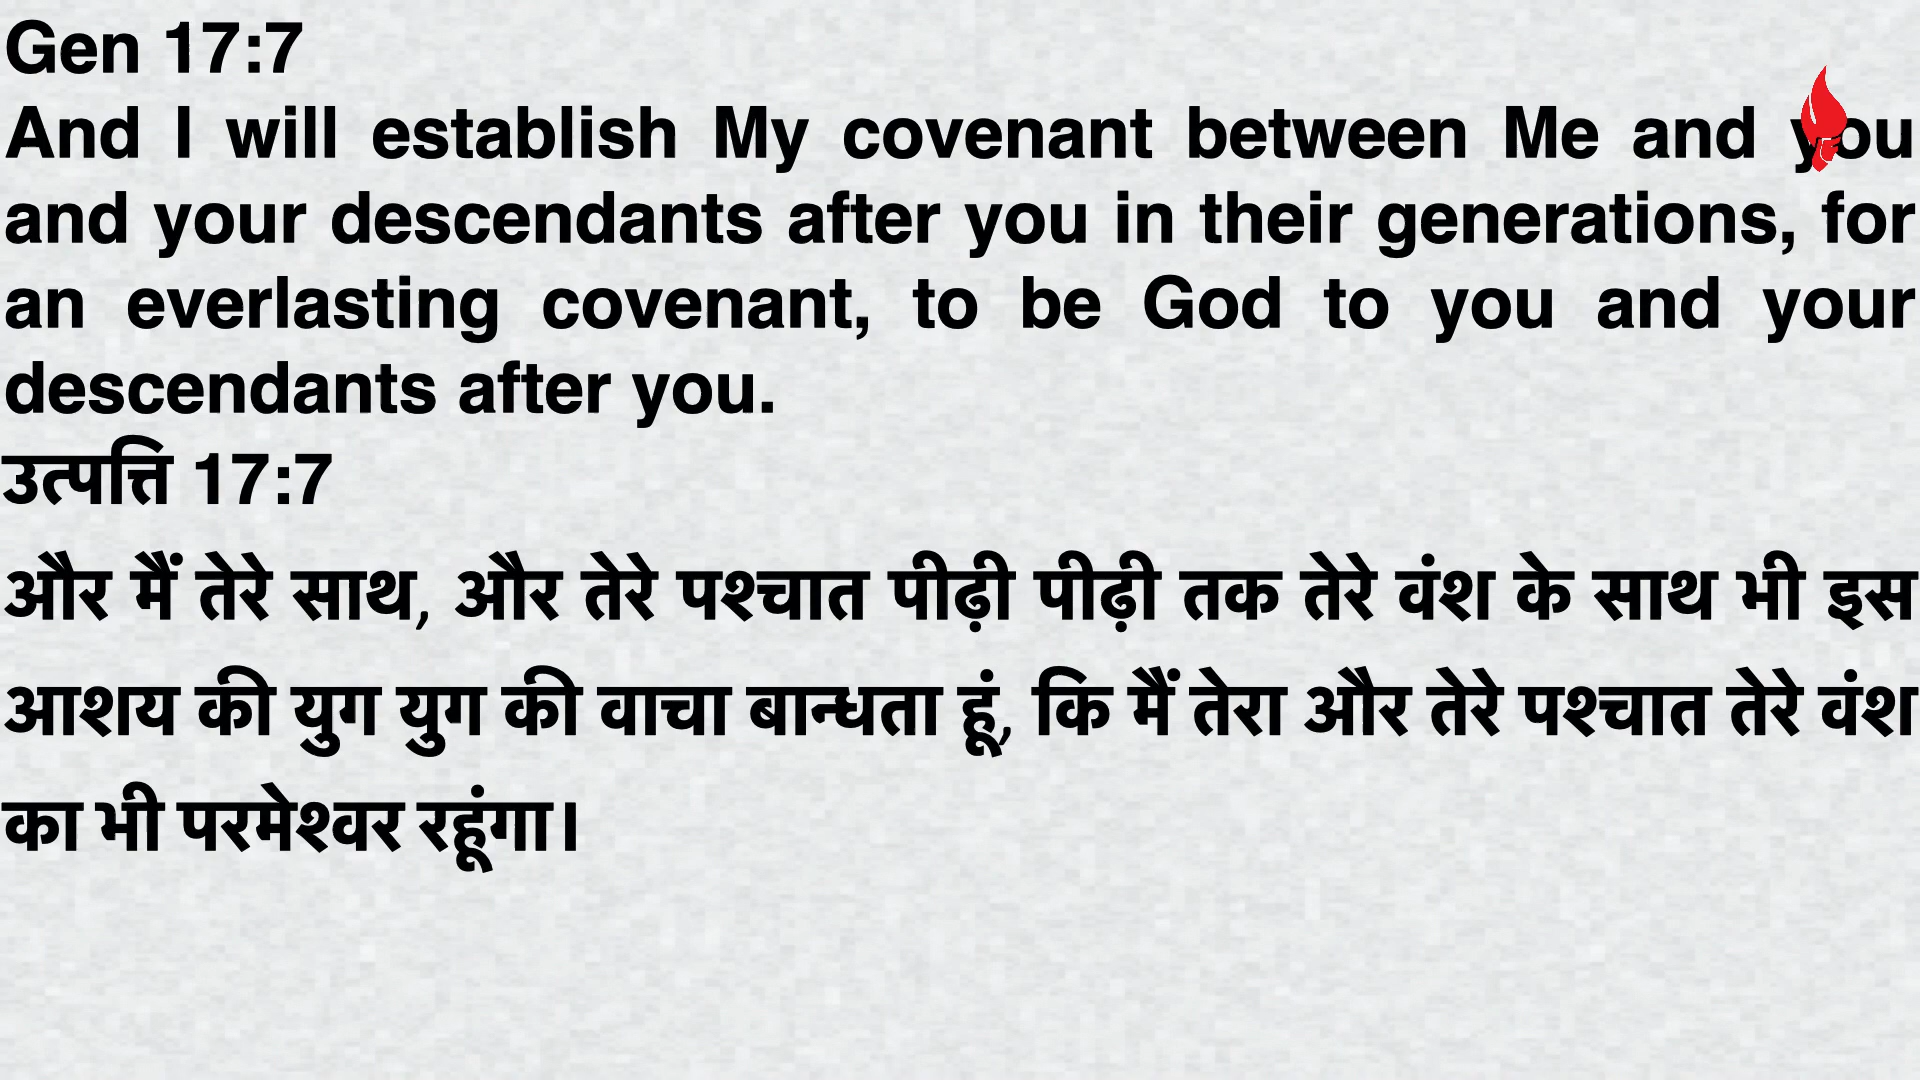 Gen 17:7
And I will establish My covenant between Me and you
and your descendants after you in their generations, for
an everlasting covenant, to be God to you and your
descendants after you.
उत्पत्ति 17:7
और मैं तेरे साथ, और तेरे पश्चात पीढ़ी पीढ़ी तक तेरे वंश के साथ भी इस
आशय की युग युग की वाचा बान्धता हूं, कि मैं तेरा और तेरे पश्चात तेरे वंश
का भी परमेश्वर रहूंगा।